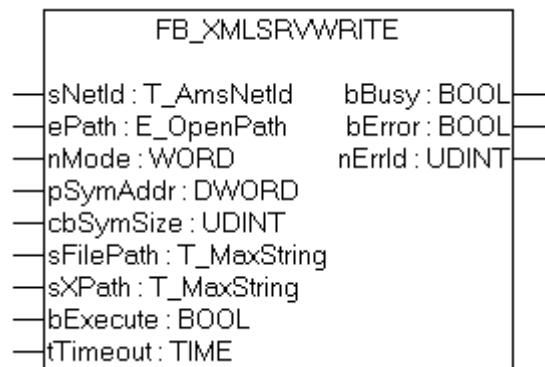 FB_XMLSRVWRITE
sNetId : T_AmsNetId bBusy : BOOL
ePath : E_OpenPath bError : BOOL
nMode : WORD nErrId : UDINT
pSymAddr : DWORD
cbSymSize : UDINT
sFilePath : T_MaxString
sXPath : T_MaxString
bExecute : BOOL
tTimeout : TIME